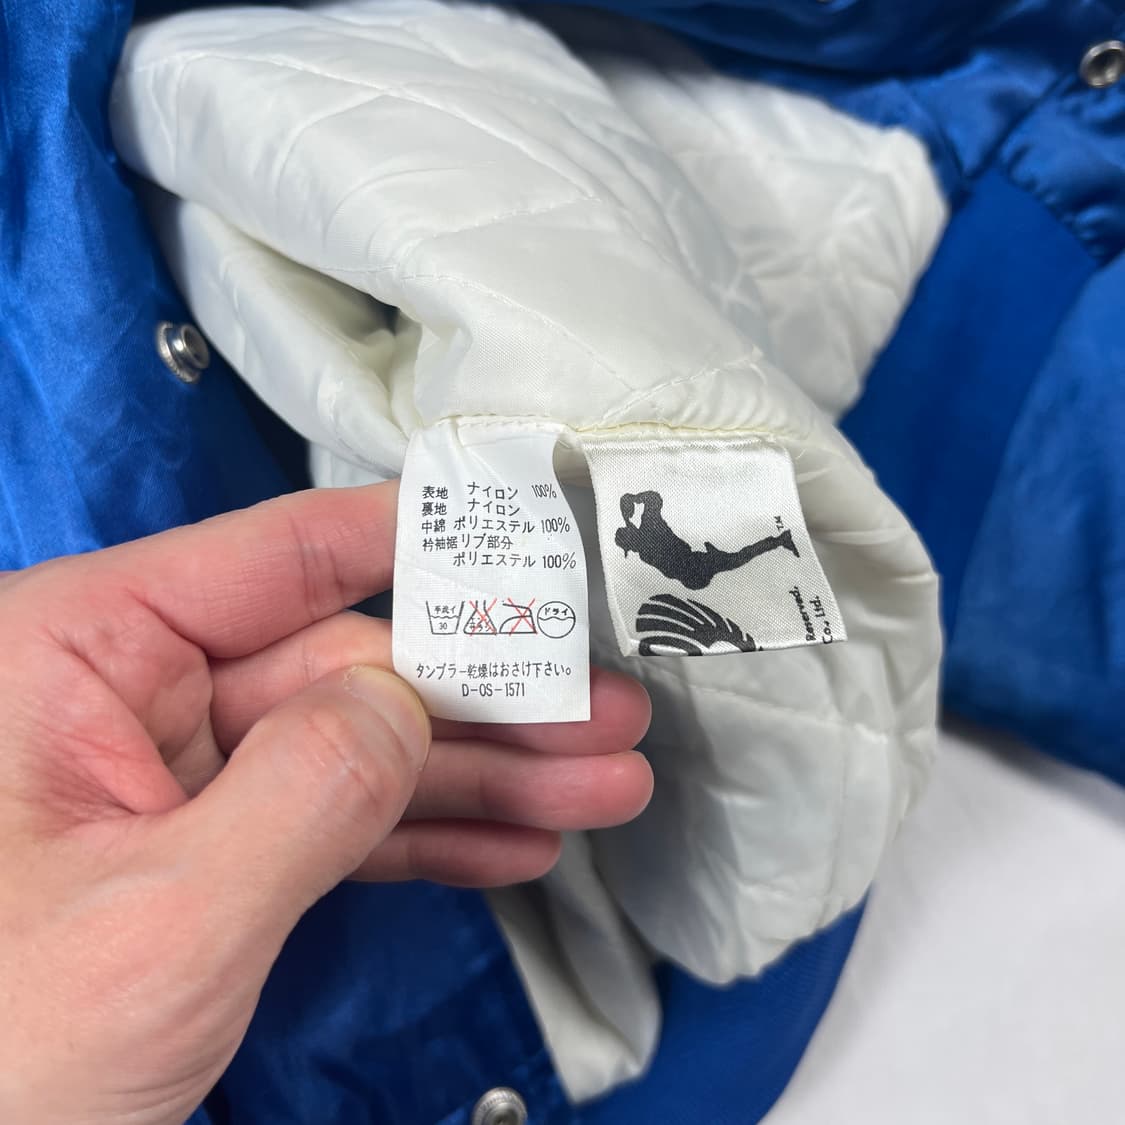 表地 ナイロン 100%
裏地 ナイロン
中綿 ポリエステル 100%
衿袖裾リブ部分
ポリエステル 100%
手洗イ 30 ドライ
タンブラー乾燥はおさけ下さい。
D-OS-1571
TM
Reserved.
Co., Ltd.